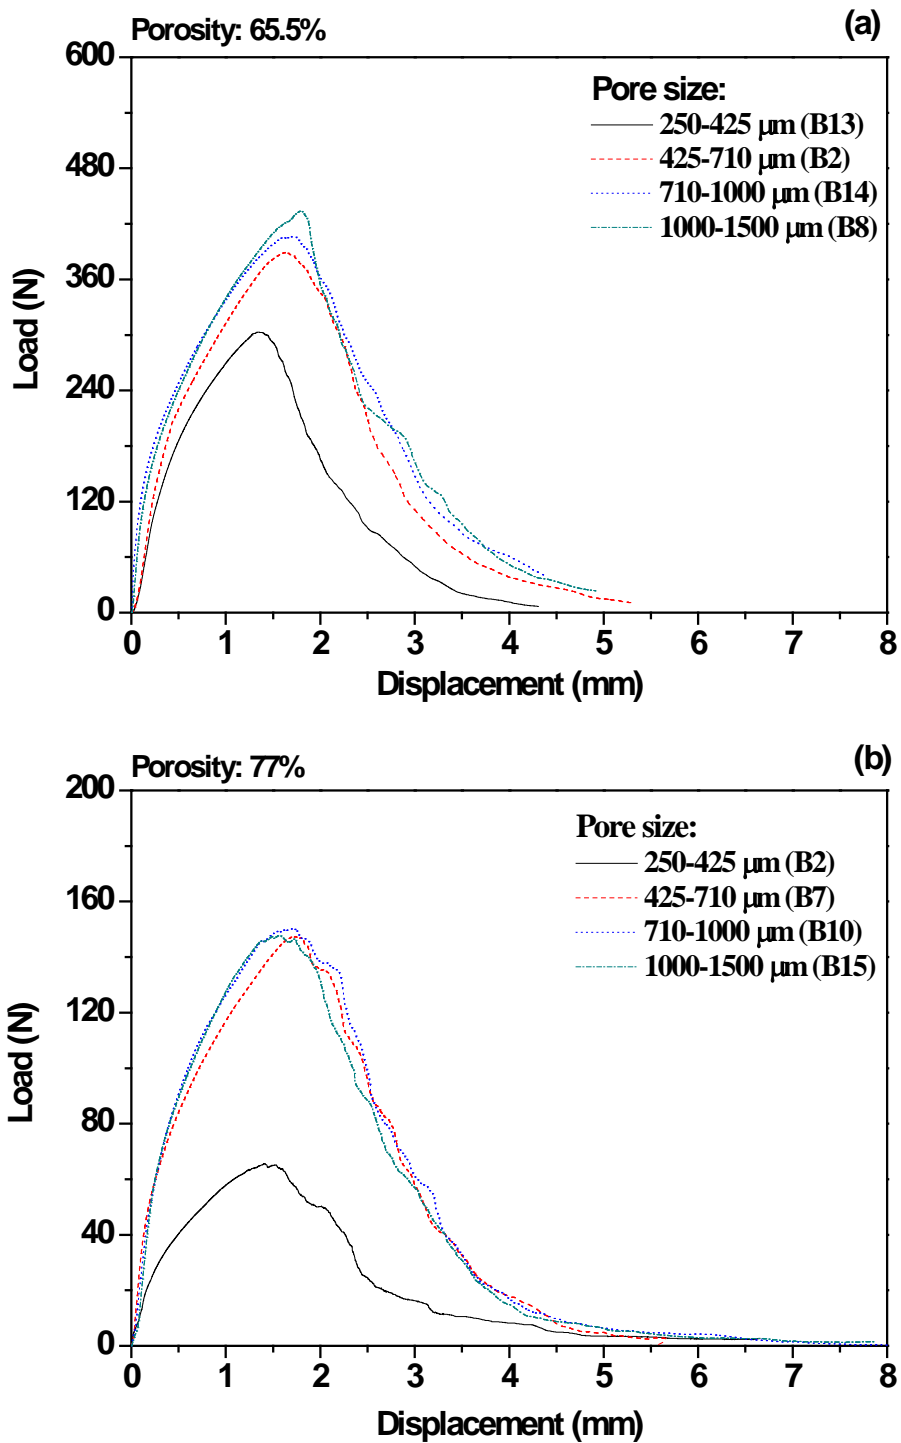 Porosity: 65.5%
(a)
600
480
360
240
120
0
Load (N)
Pore size:
250-425 μm (B13)
425-710 μm (B2)
710-1000 μm (B14)
1000-1500 μm (B8)
0 1 2 3 4 5 6 7 8
Displacement (mm)
Porosity: 77%
(b)
200
160
120
80
40
0
Load (N)
Pore size:
250-425 μm (B2)
425-710 μm (B7)
710-1000 μm (B10)
1000-1500 μm (B15)
0 1 2 3 4 5 6 7 8
Displacement (mm)